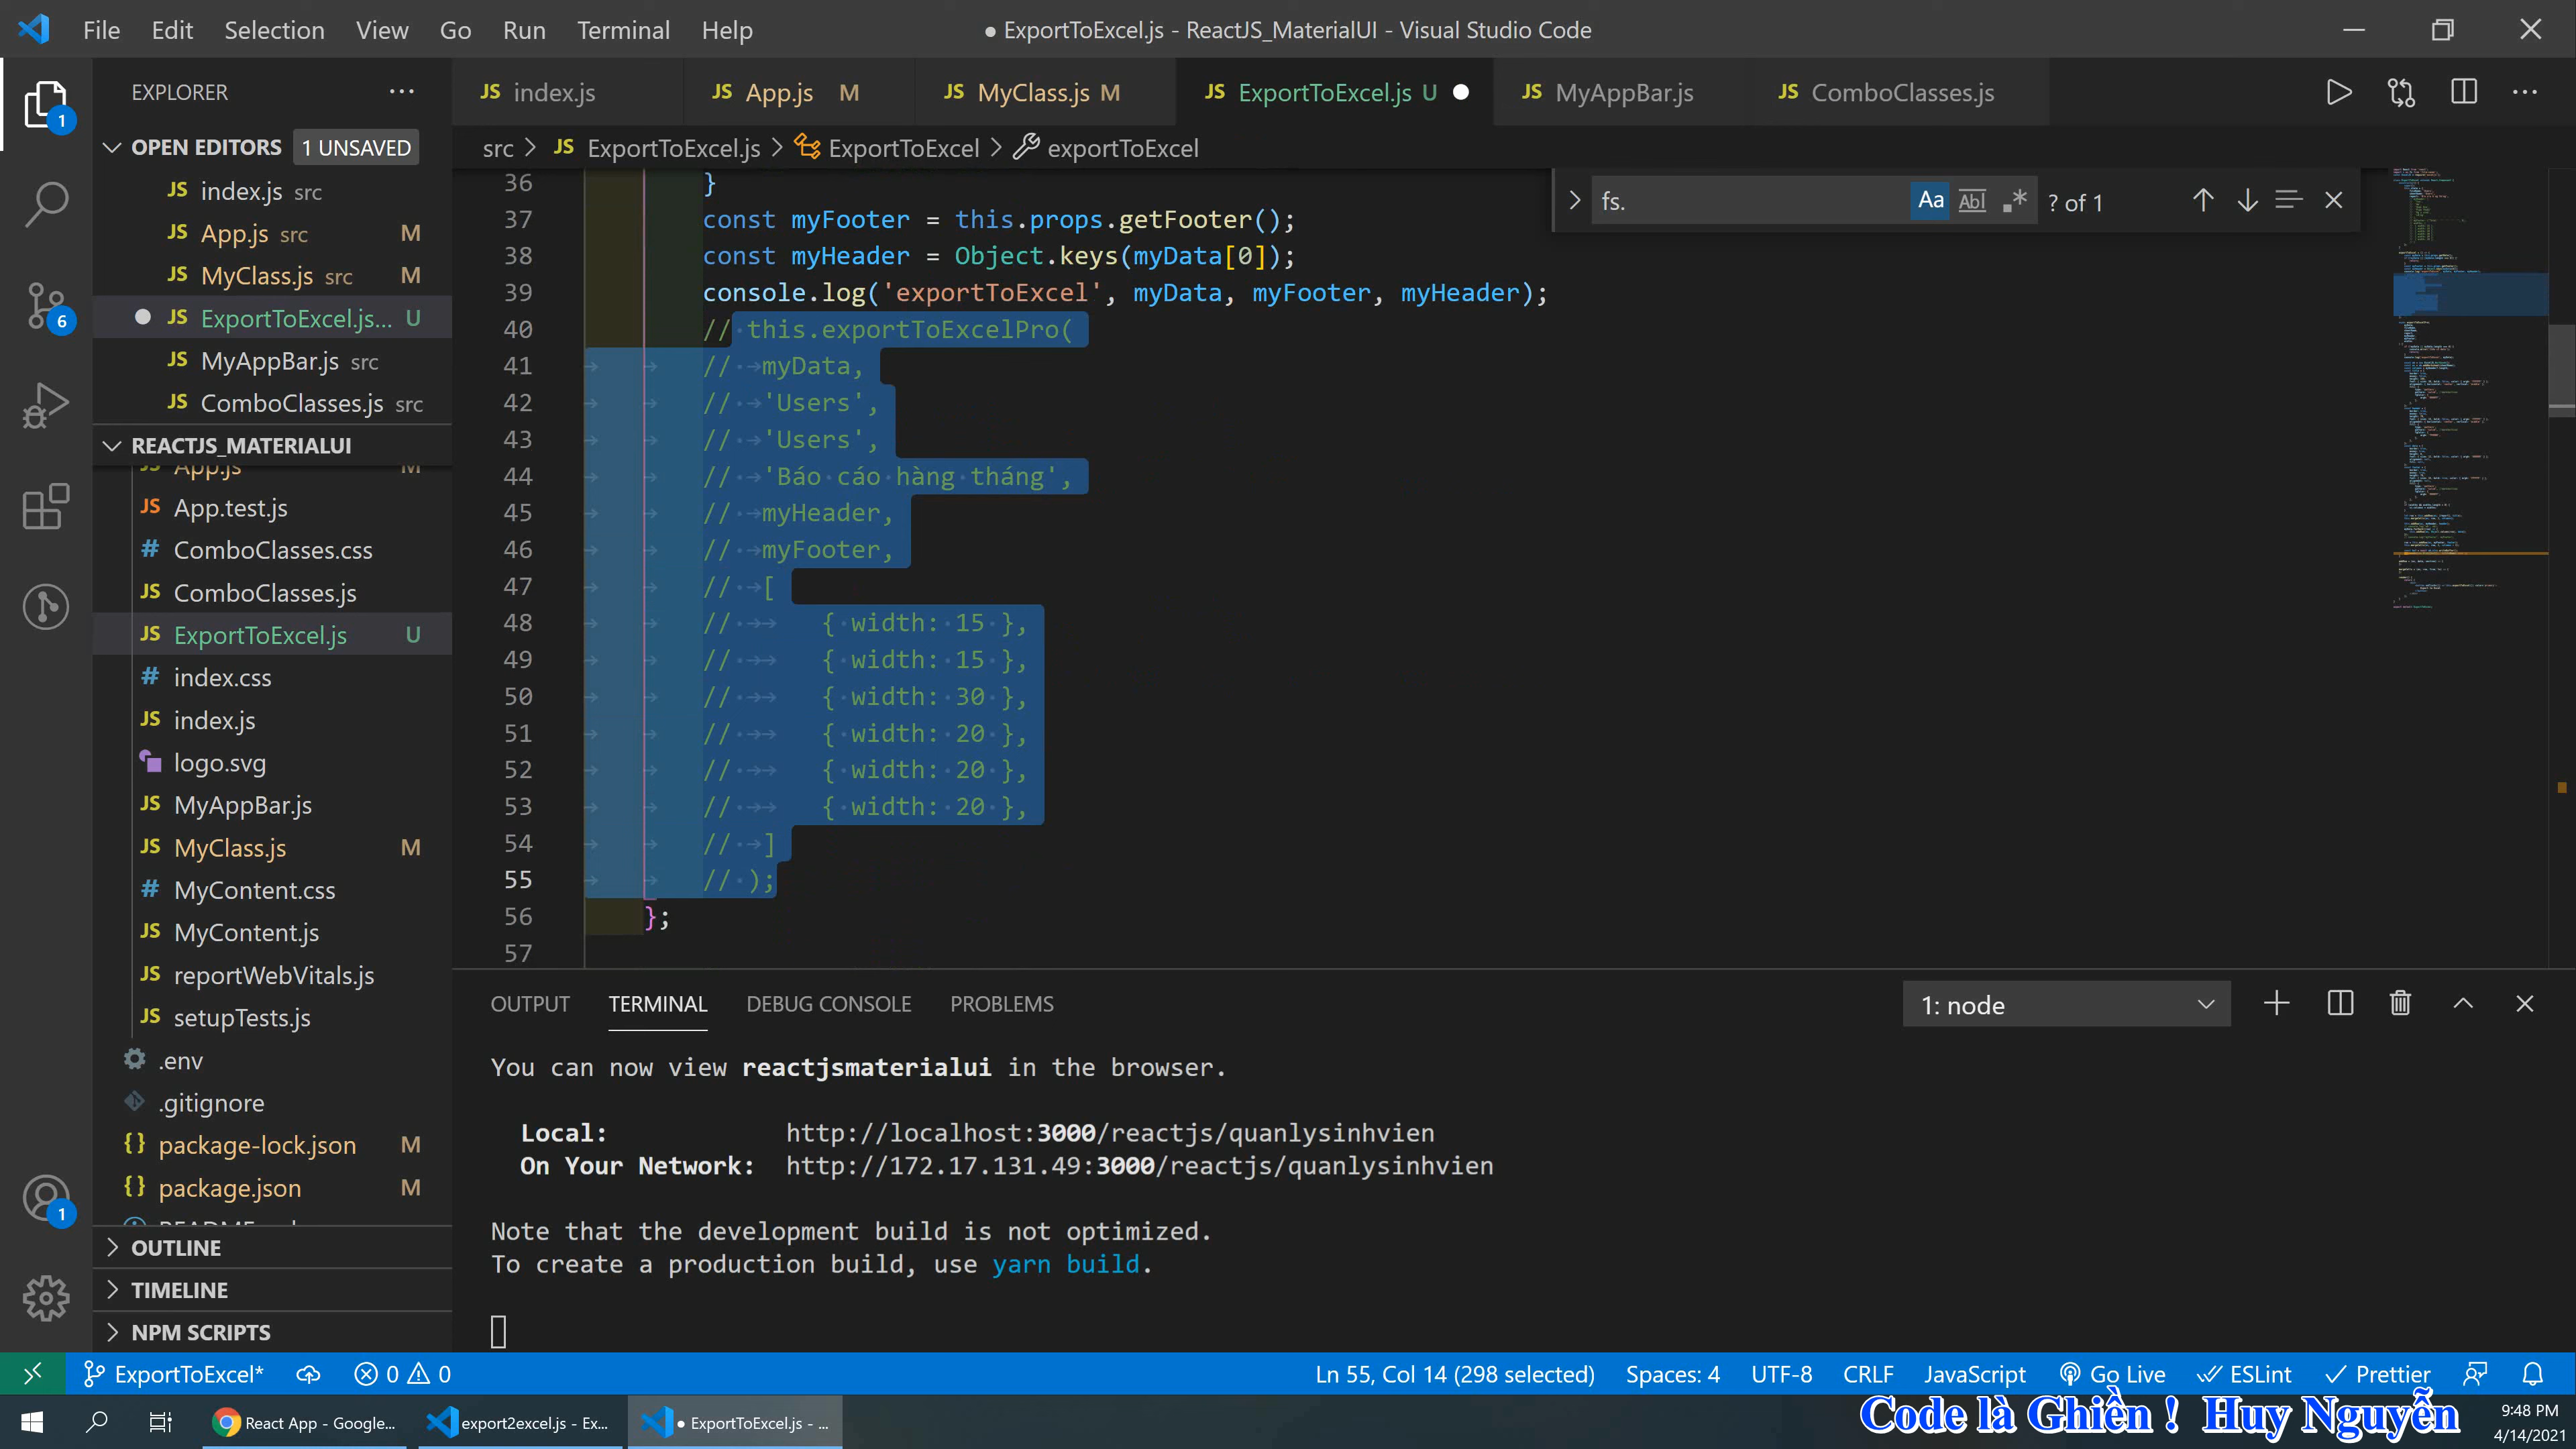 File Edit Selection View Go Run Terminal Help
● ExportToExcel.js - ReactJS_MaterialUI - Visual Studio Code
EXPLORER
OPEN EDITORS 1 UNSAVED
JS index.js src
JS App.js src M
JS MyClass.js src M
JS ExportToExcel.js... U
JS MyAppBar.js src
JS ComboClasses.js src
REACTJS_MATERIALUI
JS App.js M
JS App.test.js
# ComboClasses.css
JS ComboClasses.js
JS ExportToExcel.js U
# index.css
JS index.js
logo.svg
JS MyAppBar.js
JS MyClass.js M
# MyContent.css
JS MyContent.js
JS reportWebVitals.js
JS setupTests.js
.env
.gitignore
{} package-lock.json M
{} package.json M
OUTLINE
TIMELINE
NPM SCRIPTS
1
6
1
JS index.js JS App.js M JS MyClass.js M JS ExportToExcel.js U JS MyAppBar.js JS ComboClasses.js
src > JS ExportToExcel.js > ExportToExcel > exportToExcel
fs. Aa Abl .* ? of 1
36 }
37 const myFooter = this.props.getFooter();
38 const myHeader = Object.keys(myData[0]);
39 console.log('exportToExcel', myData, myFooter, myHeader);
40 // this.exportToExcelPro(
41 // myData,
42 // 'Users',
43 // 'Users',
44 // 'Báo cáo hàng tháng',
45 // myHeader,
46 // myFooter,
47 // [
48 // { width: 15 },
49 // { width: 15 },
50 // { width: 30 },
51 // { width: 20 },
52 // { width: 20 },
53 // { width: 20 },
54 // ]
55 // );
56 };
57
OUTPUT TERMINAL DEBUG CONSOLE PROBLEMS 1: node
You can now view reactjsmaterialui in the browser.
Local: http://localhost:3000/reactjs/quanlysinhvien
On Your Network: http://172.17.131.49:3000/reactjs/quanlysinhvien
Note that the development build is not optimized.
To create a production build, use yarn build.
ExportToExcel* 0 0 Ln 55, Col 14 (298 selected) Spaces: 4 UTF-8 CRLF JavaScript Go Live ESLint Prettier
React App - Google... export2excel.js - Ex... ● ExportToExcel.js - ...
Code là Ghiền ! Huy Nguyễn
9:48 PM
4/14/2021